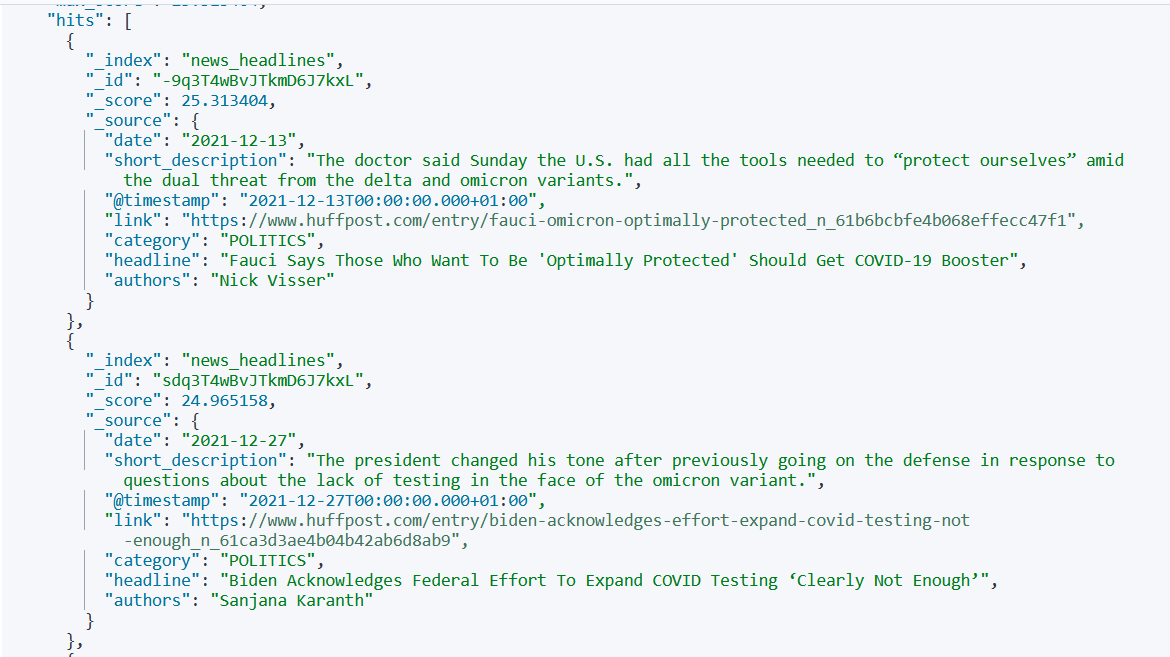 "hits": [
{
"_index": "news_headlines",
"_id": "-9q3T4wBvJTkmD6J7kxL",
"_score": 25.313404,
"_source": {
"date": "2021-12-13",
"short_description": "The doctor said Sunday the U.S. had all the tools needed to “protect ourselves” amid
the dual threat from the delta and omicron variants.",
"@timestamp": "2021-12-13T00:00:00.000+01:00",
"link": "https://www.huffpost.com/entry/fauci-omicron-optimally-protected_n_61b6bcbfe4b068effecc47f1",
"category": "POLITICS",
"headline": "Fauci Says Those Who Want To Be 'Optimally Protected' Should Get COVID-19 Booster",
"authors": "Nick Visser"
}
},
{
"_index": "news_headlines",
"_id": "sdq3T4wBvJTkmD6J7kxL",
"_score": 24.965158,
"_source": {
"date": "2021-12-27",
"short_description": "The president changed his tone after previously going on the defense in response to
questions about the lack of testing in the face of the omicron variant.",
"@timestamp": "2021-12-27T00:00:00.000+01:00",
"link": "https://www.huffpost.com/entry/biden-acknowledges-effort-expand-covid-testing-not
-enough_n_61ca3d3ae4b04b42ab6d8ab9",
"category": "POLITICS",
"headline": "Biden Acknowledges Federal Effort To Expand COVID Testing ‘Clearly Not Enough’",
"authors": "Sanjana Karanth"
}
},